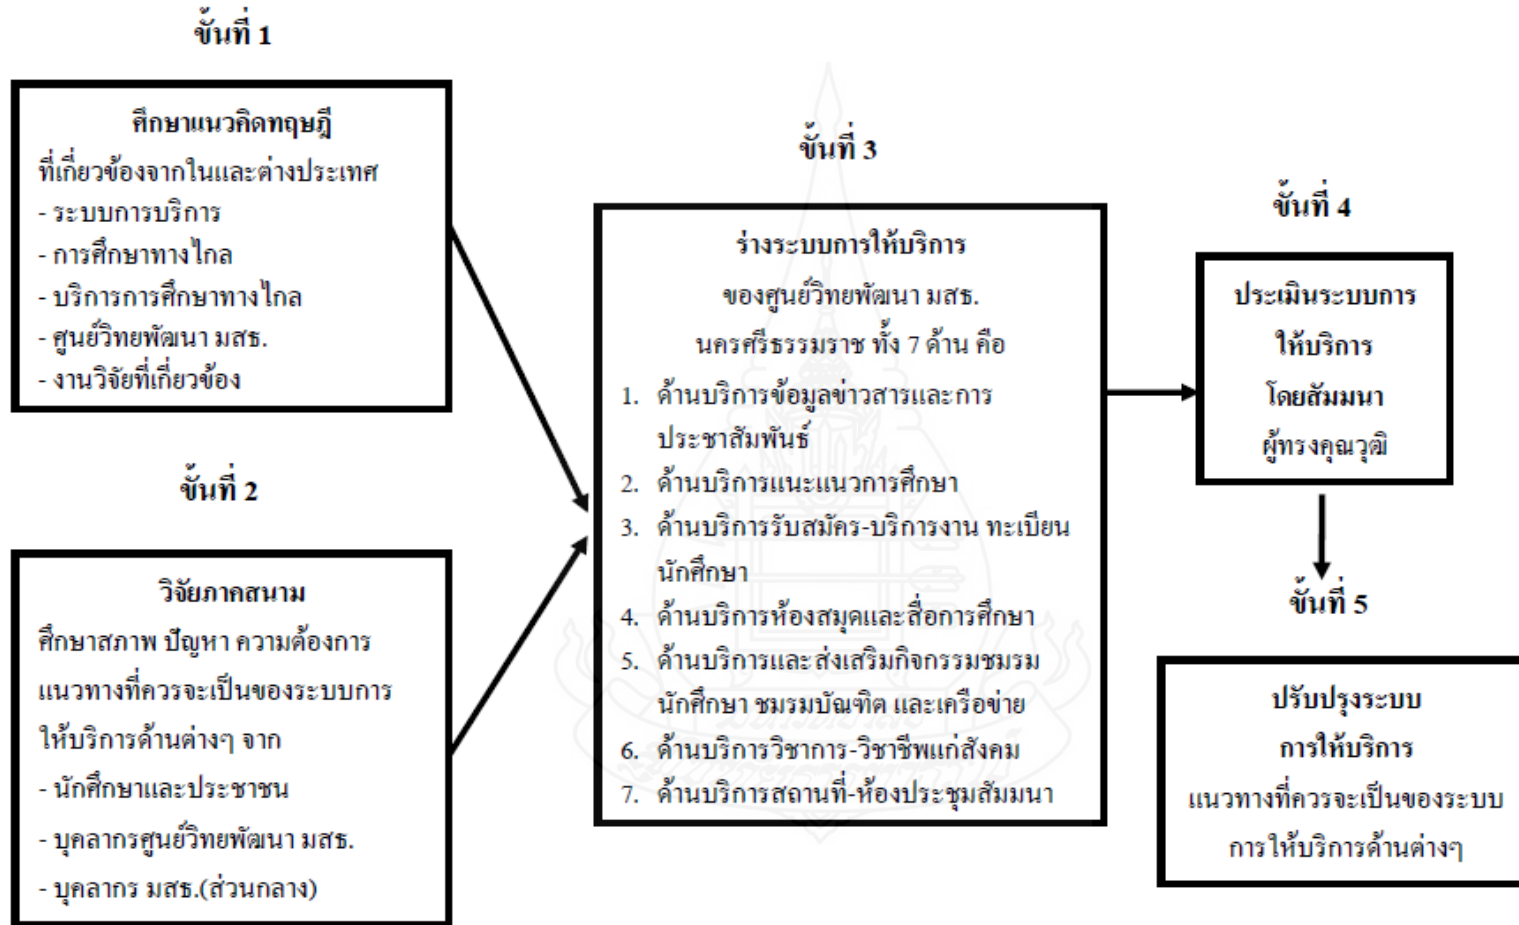 ขั้นที่ 1
ศึกษาแนวคิดทฤษฎี
ที่เกี่ยวข้องจากในและต่างประเทศ
- ระบบการบริการ
- การศึกษาทางไกล
- บริการการศึกษาทางไกล
- ศูนย์วิทยพัฒนา มสธ.
- งานวิจัยที่เกี่ยวข้อง
ขั้นที่ 2
วิจัยภาคสนาม
ศึกษาสภาพ ปัญหา ความต้องการ
แนวทางที่ควรจะเป็นของระบบการ
ให้บริการด้านต่างๆ จาก
- นักศึกษาและประชาชน
- บุคลากรศูนย์วิทยพัฒนา มสธ.
- บุคลากร มสธ.(ส่วนกลาง)
ขั้นที่ 3
ร่างระบบการให้บริการ
ของศูนย์วิทยพัฒนา มสธ.
นครศรีธรรมราช ทั้ง 7 ด้าน คือ
1. ด้านบริการข้อมูลข่าวสารและการ
ประชาสัมพันธ์
2. ด้านบริการแนะแนวการศึกษา
3. ด้านบริการรับสมัคร-บริการงาน ทะเบียน
นักศึกษา
4. ด้านบริการห้องสมุดและสื่อการศึกษา
5. ด้านบริการและส่งเสริมกิจกรรมชมรม
นักศึกษา ชมรมบัณฑิต และเครือข่าย
6. ด้านบริการวิชาการ-วิชาชีพแก่สังคม
7. ด้านบริการสถานที่-ห้องประชุมสัมมนา
ขั้นที่ 4
ประเมินระบบการ
ให้บริการ
โดยสัมมนา
ผู้ทรงคุณวุฒิ
ขั้นที่ 5
ปรับปรุงระบบ
การให้บริการ
แนวทางที่ควรจะเป็นของระบบ
การให้บริการด้านต่างๆ